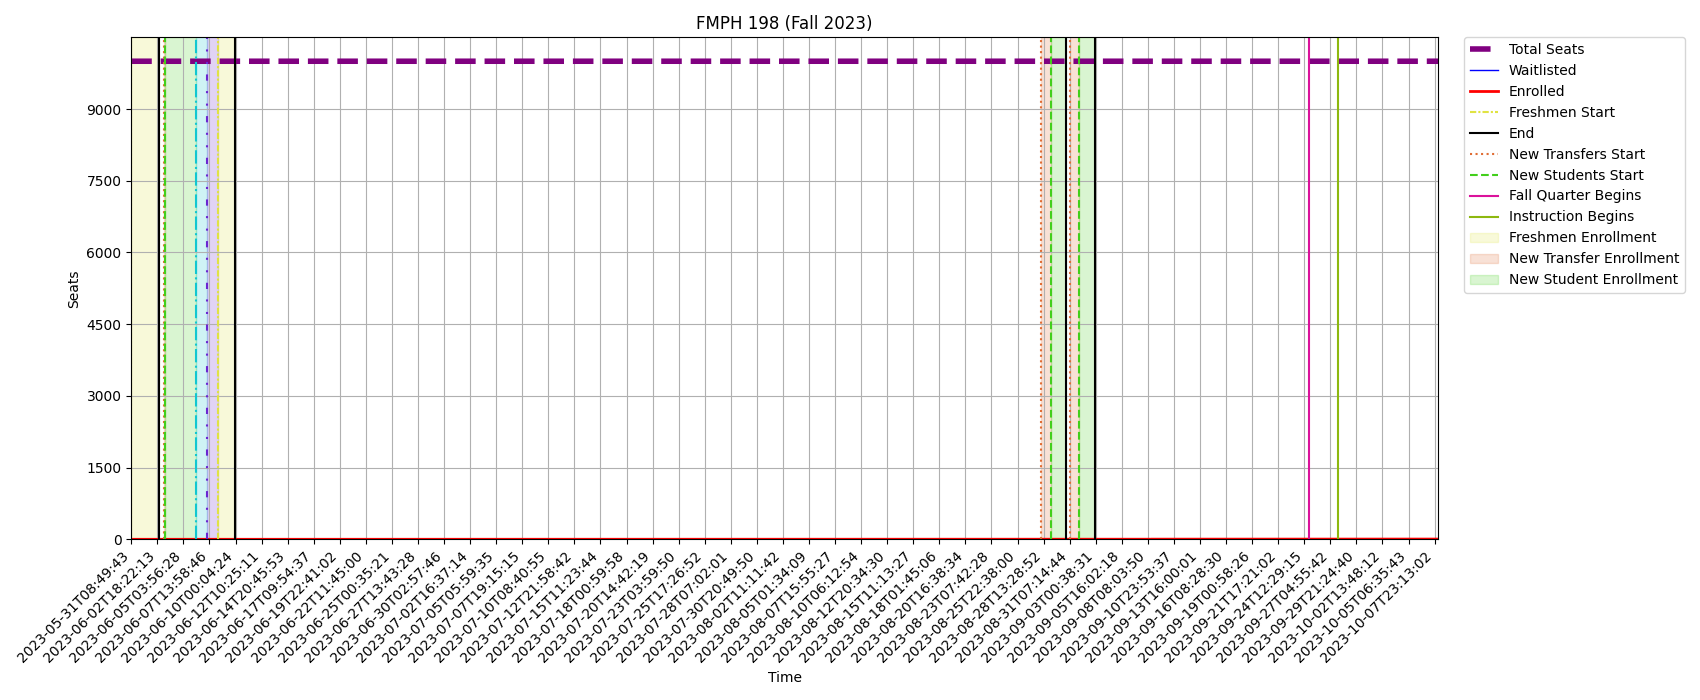 FMPH 198 (Fall 2023)
Total Seats
Waitlisted
Enrolled
Freshmen Start
End
New Transfers Start
New Students Start
Fall Quarter Begins
Instruction Begins
Freshmen Enrollment
New Transfer Enrollment
New Student Enrollment
Seats
9000
7500
6000
4500
3000
1500
0
2023-05-31T08:49:43
2023-06-02T18:22:13
2023-06-05T03:56:28
2023-06-07T13:58:46
2023-06-10T00:04:24
2023-06-12T10:25:11
2023-06-14T20:45:53
2023-06-17T09:54:37
2023-06-19T22:41:02
2023-06-22T11:45:00
2023-06-25T00:35:21
2023-06-27T13:43:28
2023-06-30T02:57:46
2023-07-02T16:37:14
2023-07-05T05:59:35
2023-07-07T19:15:15
2023-07-10T08:40:55
2023-07-12T21:58:42
2023-07-15T11:23:44
2023-07-18T00:59:58
2023-07-20T14:42:19
2023-07-23T03:59:50
2023-07-25T17:26:52
2023-07-28T07:02:01
2023-07-30T20:49:50
2023-08-02T11:11:42
2023-08-05T01:34:09
2023-08-07T15:55:27
2023-08-10T06:12:54
2023-08-12T20:34:30
2023-08-15T11:13:27
2023-08-18T01:45:06
2023-08-20T16:38:34
2023-08-23T07:42:28
2023-08-25T22:38:00
2023-08-28T13:28:52
2023-08-31T07:14:44
2023-09-03T00:38:31
2023-09-05T16:02:18
2023-09-08T08:03:50
2023-09-10T23:53:37
2023-09-13T16:00:01
2023-09-16T08:28:30
2023-09-19T00:58:26
2023-09-21T17:21:02
2023-09-24T12:29:15
2023-09-27T04:55:42
2023-09-29T21:24:40
2023-10-02T13:48:12
2023-10-05T06:35:43
2023-10-07T23:13:02
Time